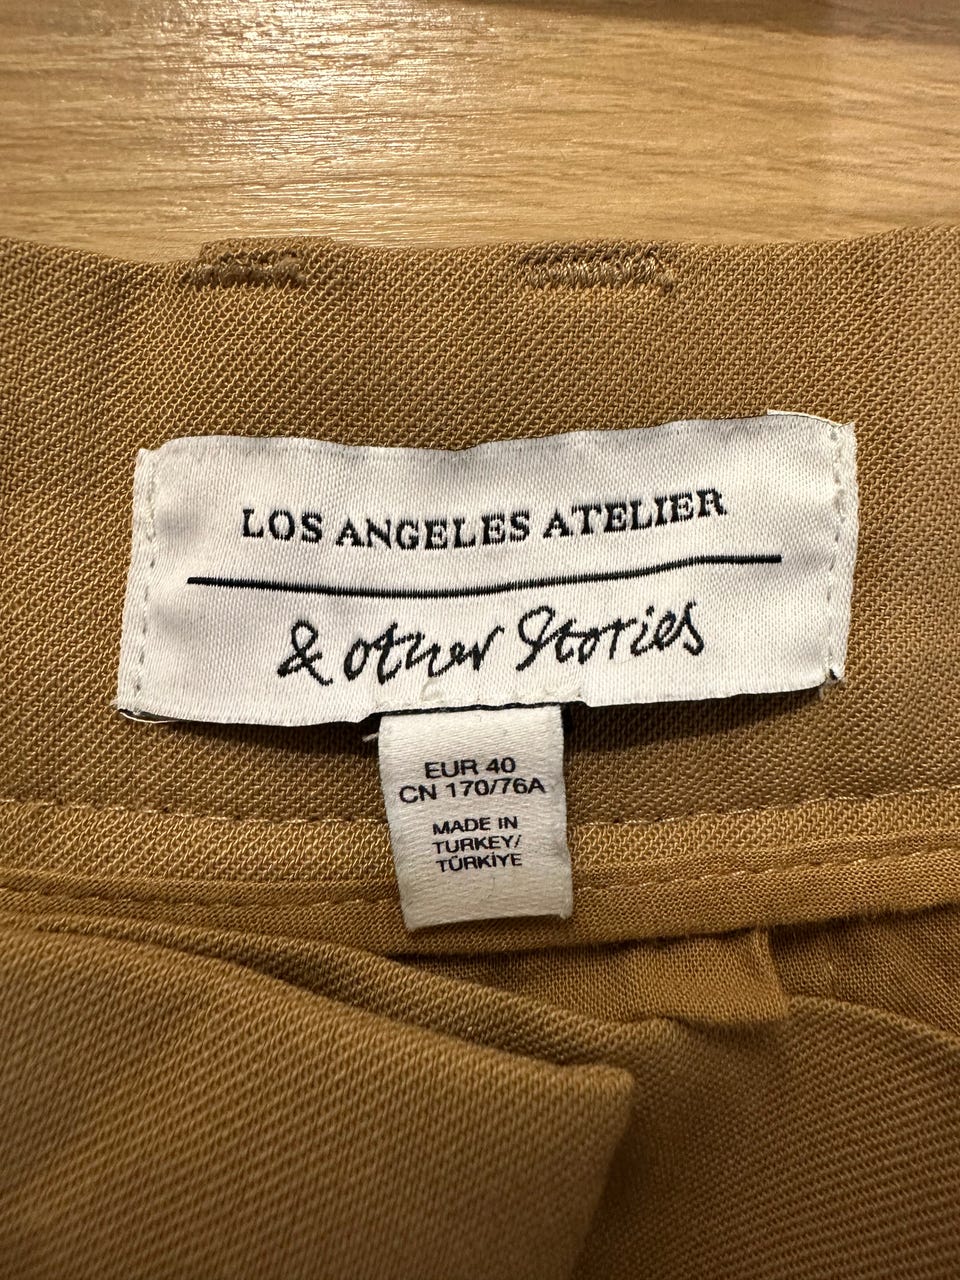 LOS ANGELES ATELIER
& other Stories
EUR 40
CN 170/76A
MADE IN
TURKEY/
TÜRKİYE